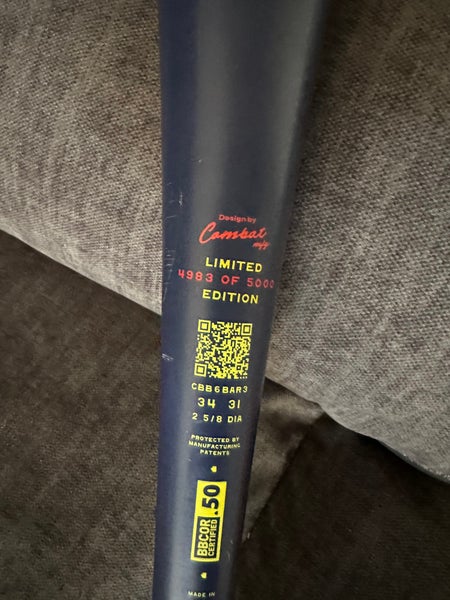 Design by
Combat
mfg
LIMITED
4983 OF 5000
EDITION
CBB6BAR3
34 31
2 5/8 DIA
PROTECTED BY
MANUFACTURING
PATENTS
BBCOR
CERTIFIED
.50
MADE IN